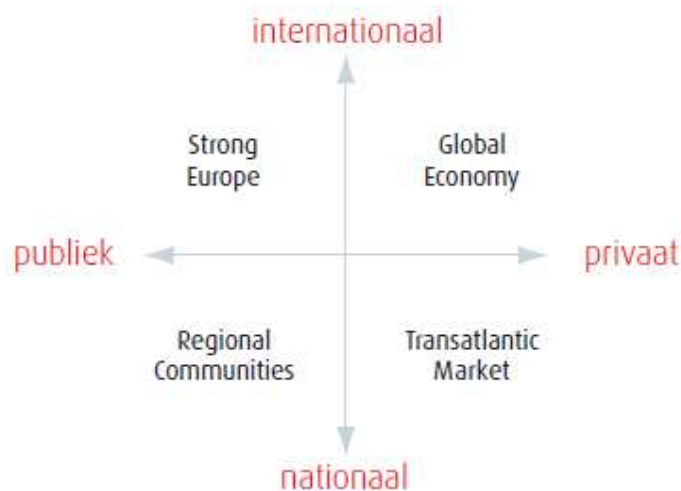 internationaal
Strong
Europe
Global
Economy
publiek
privaat
Regional
Communities
Transatlantic
Market
nationaal